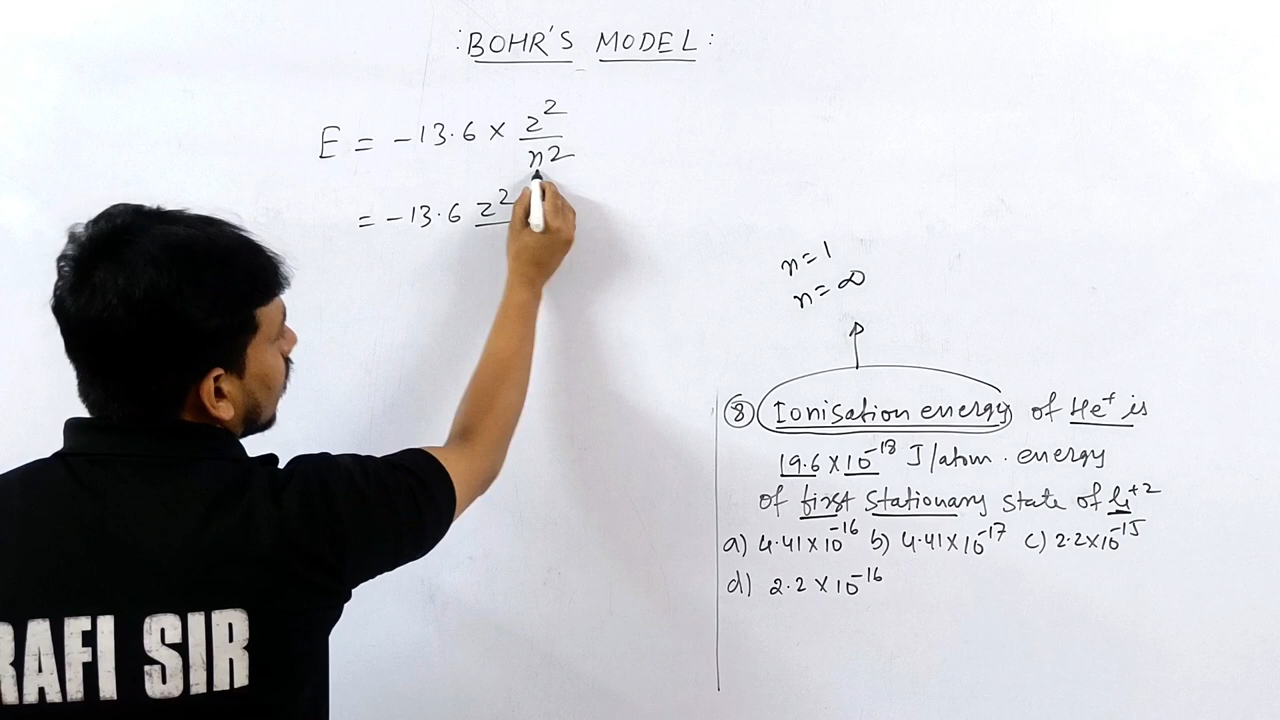 :BOHR'S MODEL:
E = -13.6 × z²/n²
= -13.6 z²
n=1
n=∞
⑧ Ionisation energy of He⁺ is
19.6 × 10⁻¹⁸ J/atom. energy
of first stationary state of Li⁺²
a) 4.41×10⁻¹⁶ b) 4.41×10⁻¹⁷ c) 2.2×10⁻¹⁵
d) 2.2 × 10⁻¹⁶
RAFI SIR